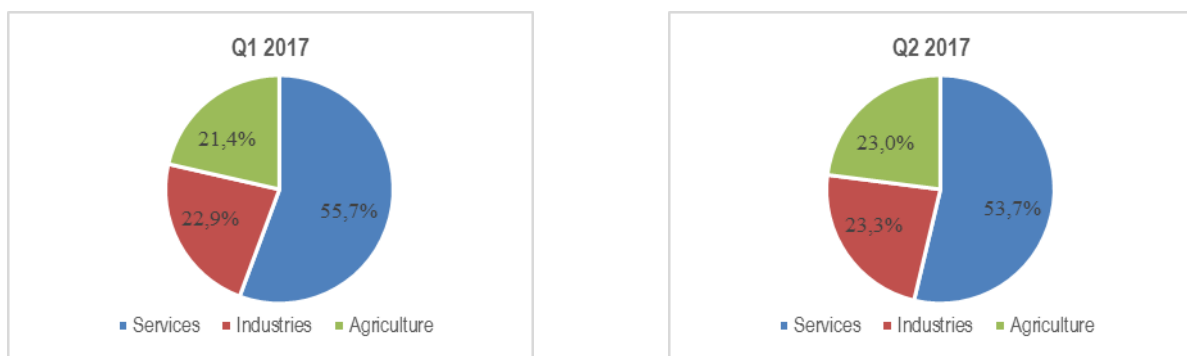 Q1 2017
21,4%
22,9%
55,7%
Services Industries Agriculture
Q2 2017
23,0%
23,3%
53,7%
Services Industries Agriculture